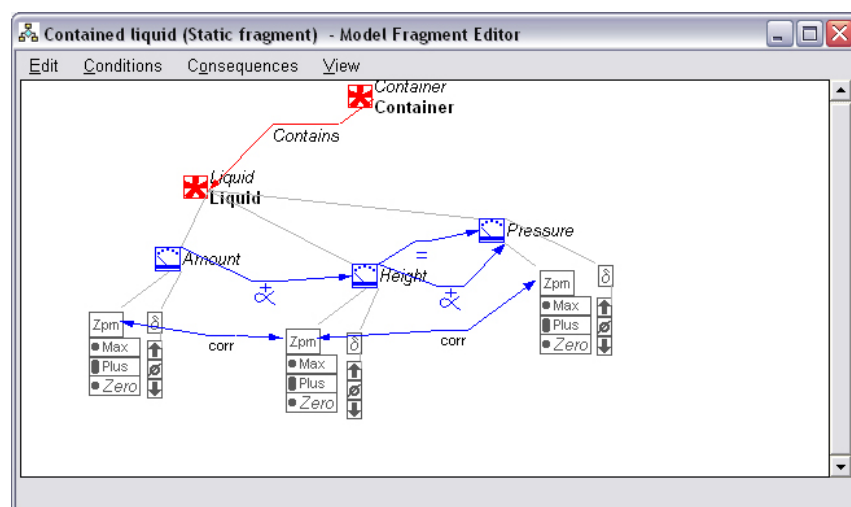 Contained liquid (Static fragment) - Model Fragment Editor
Edit Conditions Consequences View
Container
Container
Contains
Liquid
Liquid
Pressure
=
Amount
Height
+
α
+
α
δ
Zpm
Max
Plus
Zero
Zpm
δ
Max
Plus
Zero
corr
Zpm
δ
Max
Plus
Zero
corr